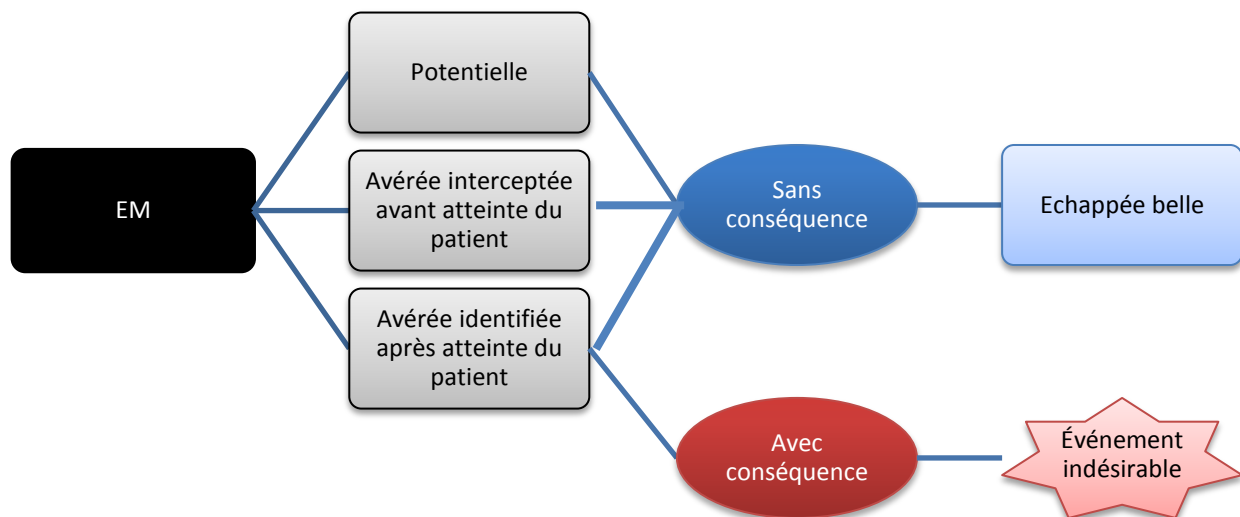 Potentielle
EM
Avérée interceptée
avant atteinte du
patient
Avérée identifiée
après atteinte du
patient
Sans
conséquence
Echappée belle
Avec
conséquence
Événement
indésirable